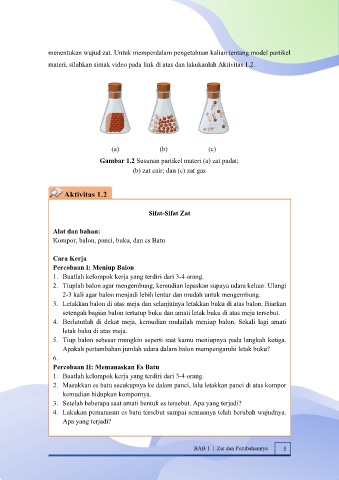 menentukan wujud zat. Untuk memperdalam pengetahuan kalian tentang model partikel
materi, silahkan simak video pada link di atas dan lakukanlah Aktivitas 1.2.
(a) (b) (c)
Gambar 1.2 Susunan partikel materi (a) zat padat;
(b) zat cair; dan (c) zat gas
Aktivitas 1.2
Sifat-Sifat Zat
Alat dan bahan:
Kompor, balon, panci, buku, dan es Batu
Cara Kerja
Percobaan I: Meniup Balon
1. Buatlah kelompok kerja yang terdiri dari 3-4 orang.
2. Tiuplah balon agar mengembung, kemudian lepaskan supaya udara keluar. Ulangi
2-3 kali agar balon menjadi lebih lentur dan mudah untuk mengembung.
3. Letakkan balon di atas meja dan selanjutnya letakkan buku di atas balon. Biarkan
setengah bagian balon tertutup buku dan amati letak buku di atas meja tersebut.
4. Berlututlah di dekat meja, kemudian mulailah meniup balon. Sekali lagi amati
letak buku di atas meja.
5. Tiup balon sebesar mungkin seperti saat kamu meniupnya pada langkah ketiga.
Apakah pertambahan jumlah udara dalam balon mempengaruhi letak buku?
6.
Percobaan II: Memanaskan Es Batu
1. Buatlah kelompok kerja yang terdiri dari 3-4 orang.
2. Masukkan es batu secukupnya ke dalam panci, lalu letakkan panci di atas kompor
kemudian hidupkan kompornya.
3. Setelah beberapa saat amati bentuk es tersebut. Apa yang terjadi?
4. Lakukan pemanasan es batu tersebut sampai semuanya telah berubah wujudnya.
Apa yang terjadi?
BAB 1 | Zat dan Perubahannya 3